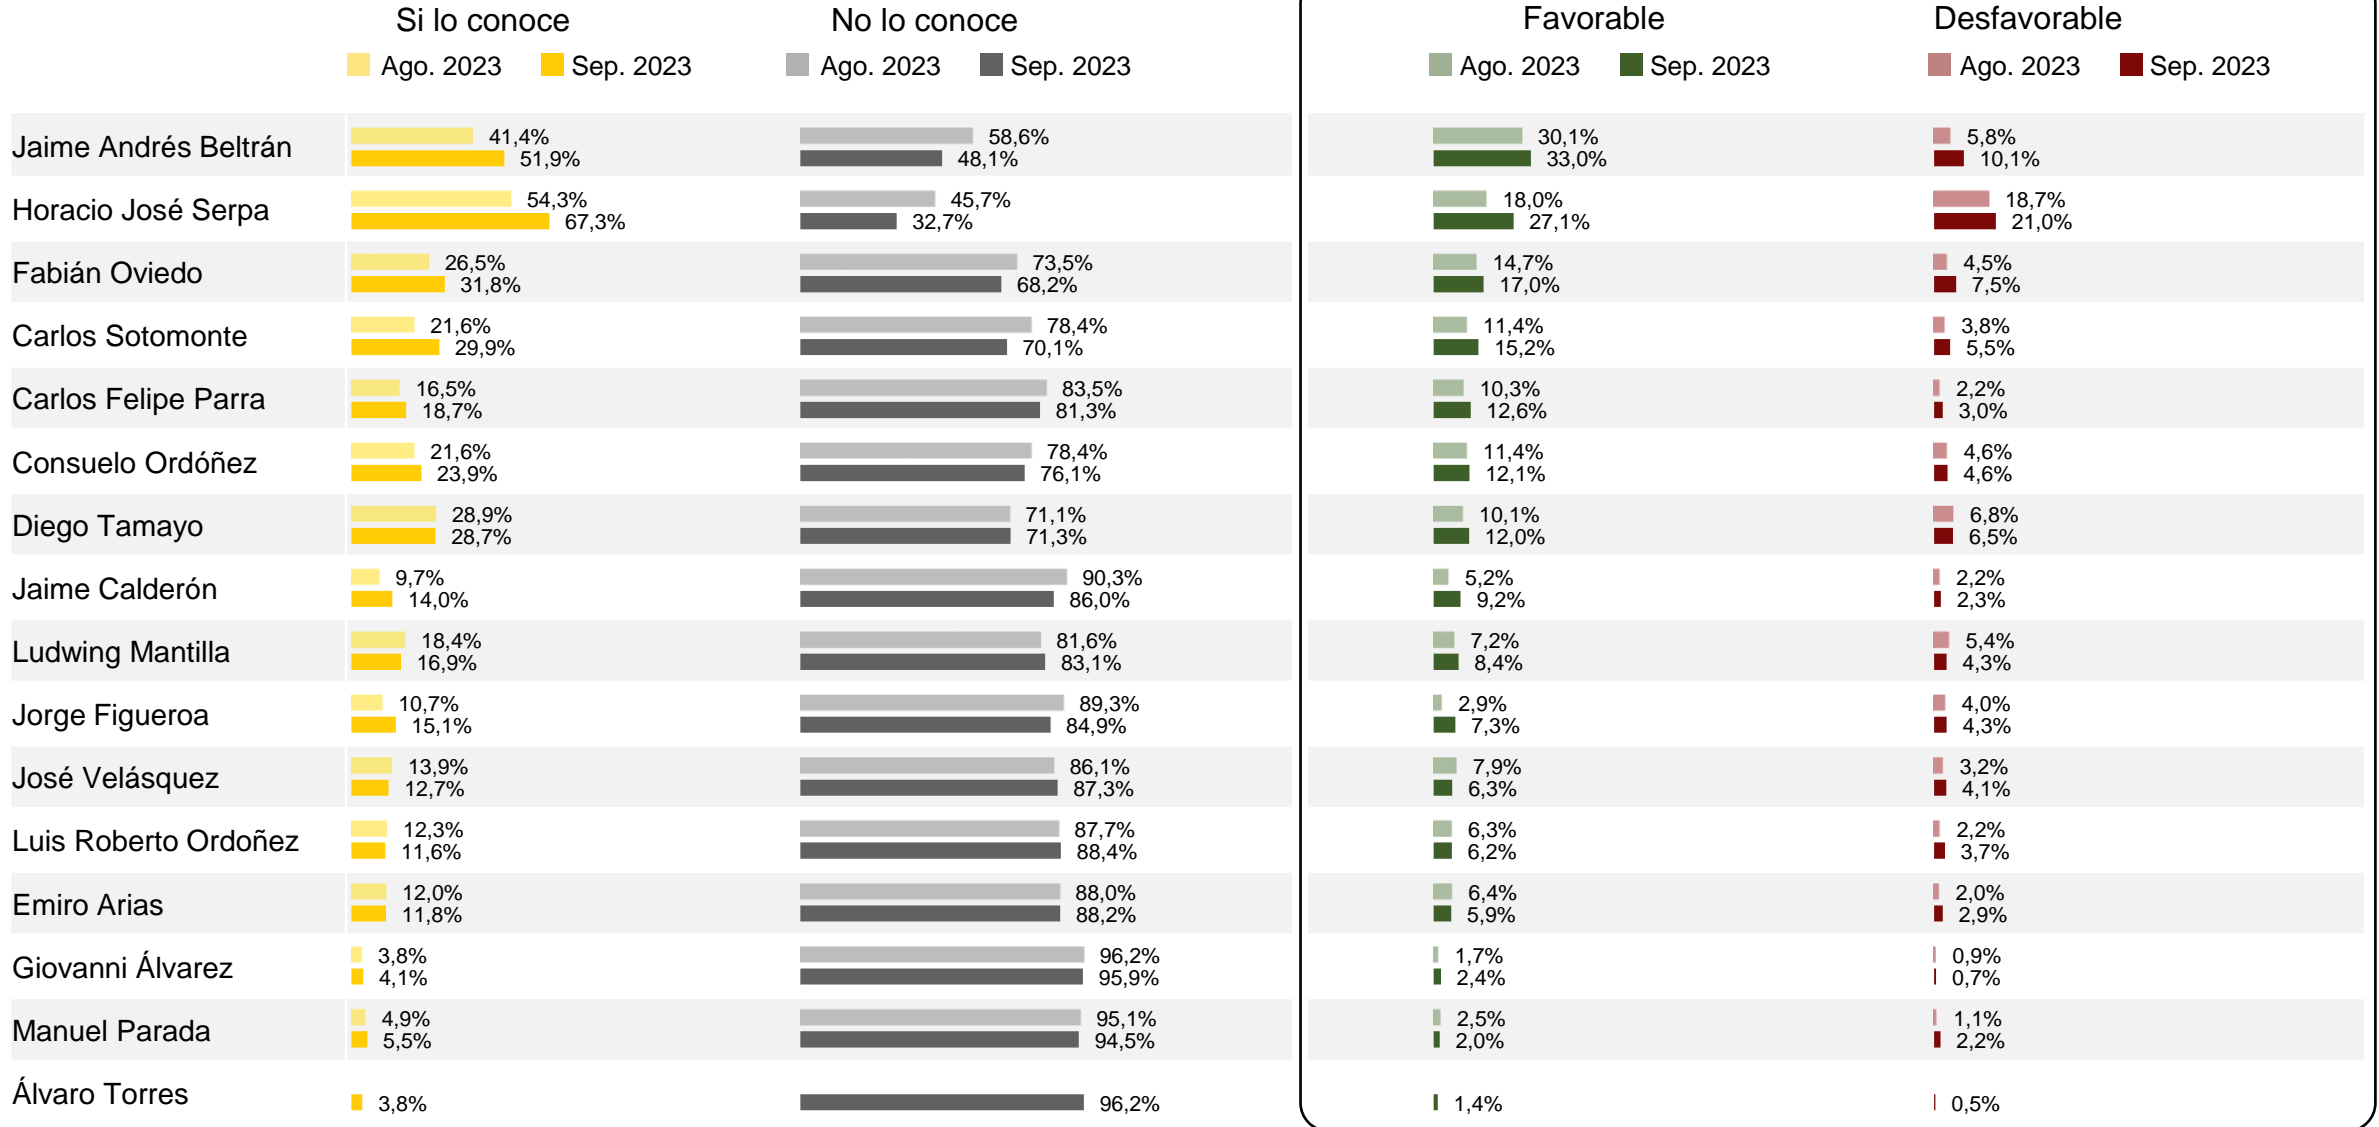 Si lo conoce No lo conoce Favorable Desfavorable
Ago. 2023 Sep. 2023 Ago. 2023 Sep. 2023 Ago. 2023 Sep. 2023 Ago. 2023 Sep. 2023
41,4% 58,6% 30,1% 5,8%
Jaime Andrés Beltrán
51,9% 48,1% 33,0% 10,1%
54,3% 45,7% 18,0% 18,7%
Horacio José Serpa
67,3% 32,7% 27,1% 21,0%
26,5% 73,5% 14,7% 4,5%
Fabián Oviedo
31,8% 68,2% 17,0% 7,5%
21,6% 78,4% 11,4% 3,8%
Carlos Sotomonte
29,9% 70,1% 15,2% 5,5%
16,5% 83,5% 10,3% 2,2%
Carlos Felipe Parra
18,7% 81,3% 12,6% 3,0%
21,6% 78,4% 11,4% 4,6%
Consuelo Ordóñez
23,9% 76,1% 12,1% 4,6%
28,9% 71,1% 10,1% 6,8%
Diego Tamayo
28,7% 71,3% 12,0% 6,5%
9,7% 90,3% 5,2% 2,2%
Jaime Calderón
14,0% 86,0% 9,2% 2,3%
18,4% 81,6% 7,2% 5,4%
Ludwing Mantilla
16,9% 83,1% 8,4% 4,3%
10,7% 89,3% 2,9% 4,0%
Jorge Figueroa
15,1% 84,9% 7,3% 4,3%
13,9% 86,1% 7,9% 3,2%
José Velásquez
12,7% 87,3% 6,3% 4,1%
12,3% 87,7% 6,3% 2,2%
Luis Roberto Ordoñez
11,6% 88,4% 6,2% 3,7%
12,0% 88,0% 6,4% 2,0%
Emiro Arias
11,8% 88,2% 5,9% 2,9%
3,8% 96,2% 1,7% 0,9%
Giovanni Álvarez
4,1% 95,9% 2,4% 0,7%
4,9% 95,1% 2,5% 1,1%
Manuel Parada
5,5% 94,5% 2,0% 2,2%
Álvaro Torres
3,8% 96,2% 1,4% 0,5%